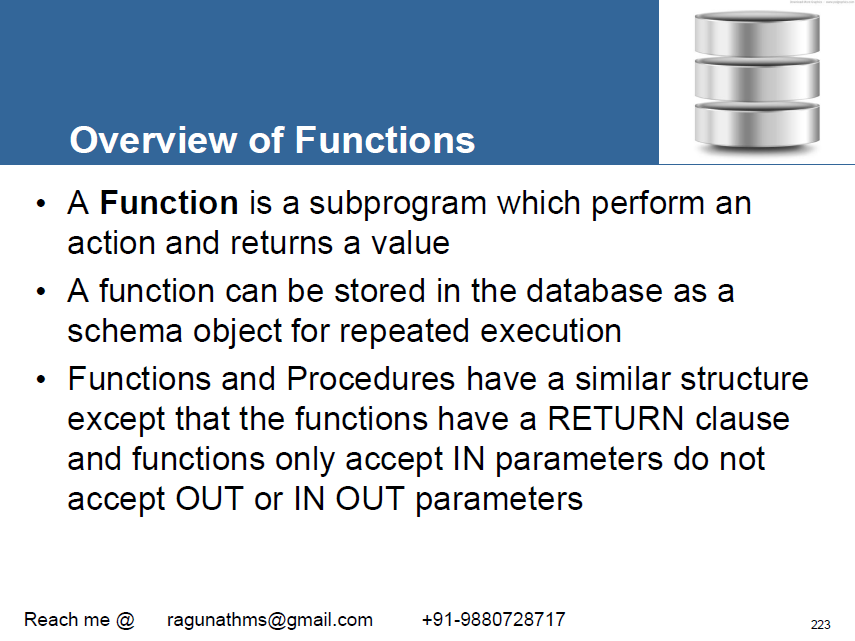 Overview of Functions
• A Function is a subprogram which perform an
action and returns a value
• A function can be stored in the database as a
schema object for repeated execution
• Functions and Procedures have a similar structure
except that the functions have a RETURN clause
and functions only accept IN parameters do not
accept OUT or IN OUT parameters
Reach me @ ragunathms@gmail.com +91-9880728717
223